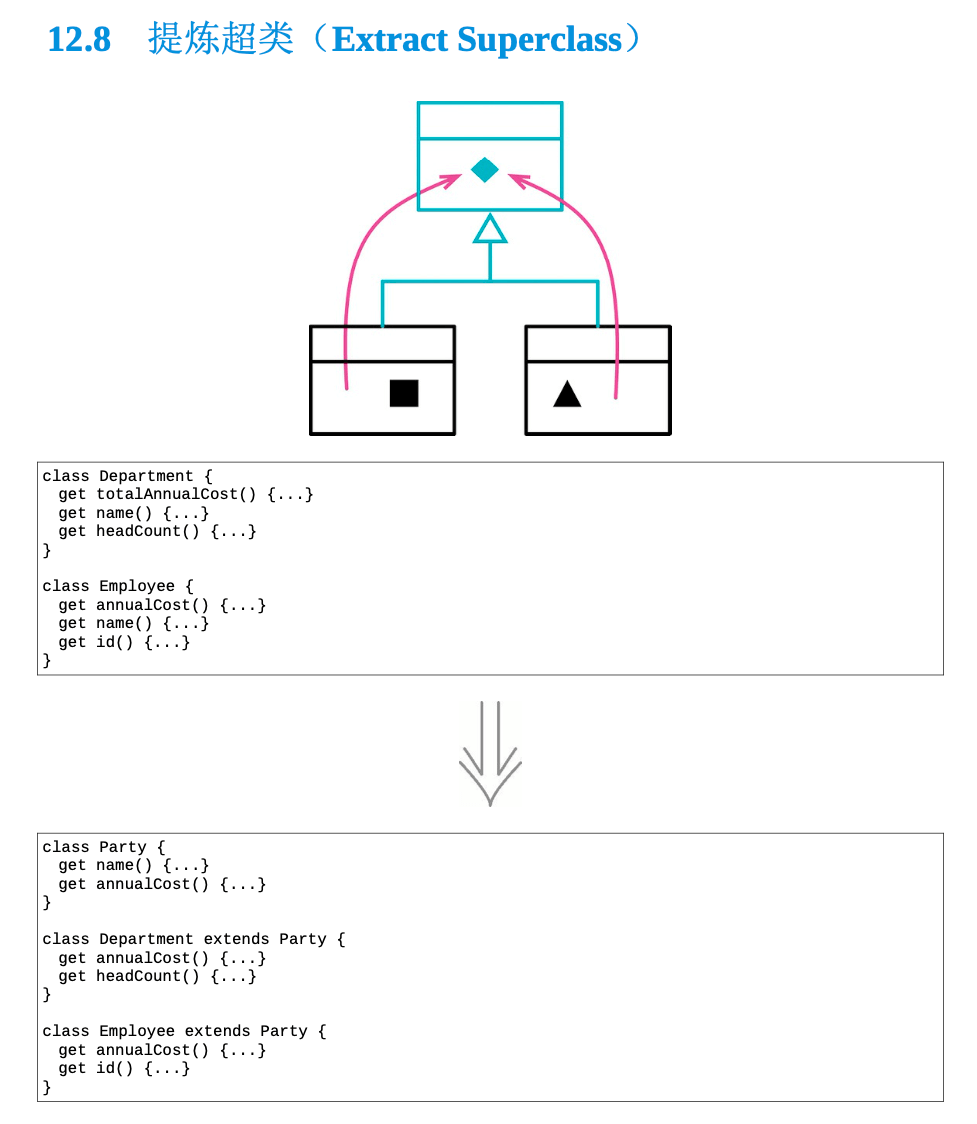 12.8 提炼超类（Extract Superclass）
class Department {
get totalAnnualCost() {...}
get name() {...}
get headCount() {...}
}
class Employee {
get annualCost() {...}
get name() {...}
get id() {...}
}
class Party {
get name() {...}
get annualCost() {...}
}
class Department extends Party {
get annualCost() {...}
get headCount() {...}
}
class Employee extends Party {
get annualCost() {...}
get id() {...}
}